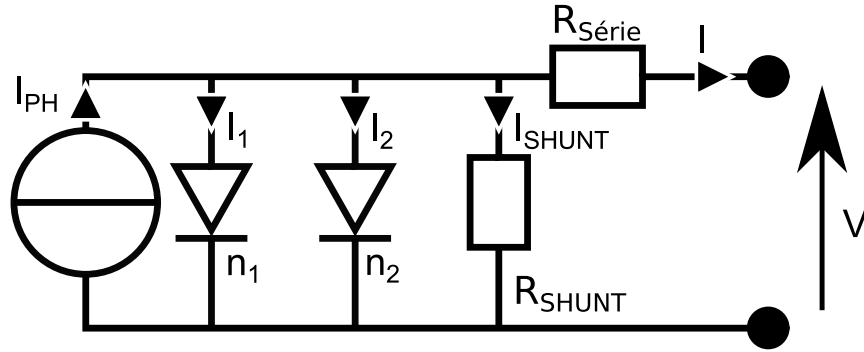 R_Série
I
I_PH
I_1
I_2
I_SHUNT
V
n_1
n_2
R_SHUNT